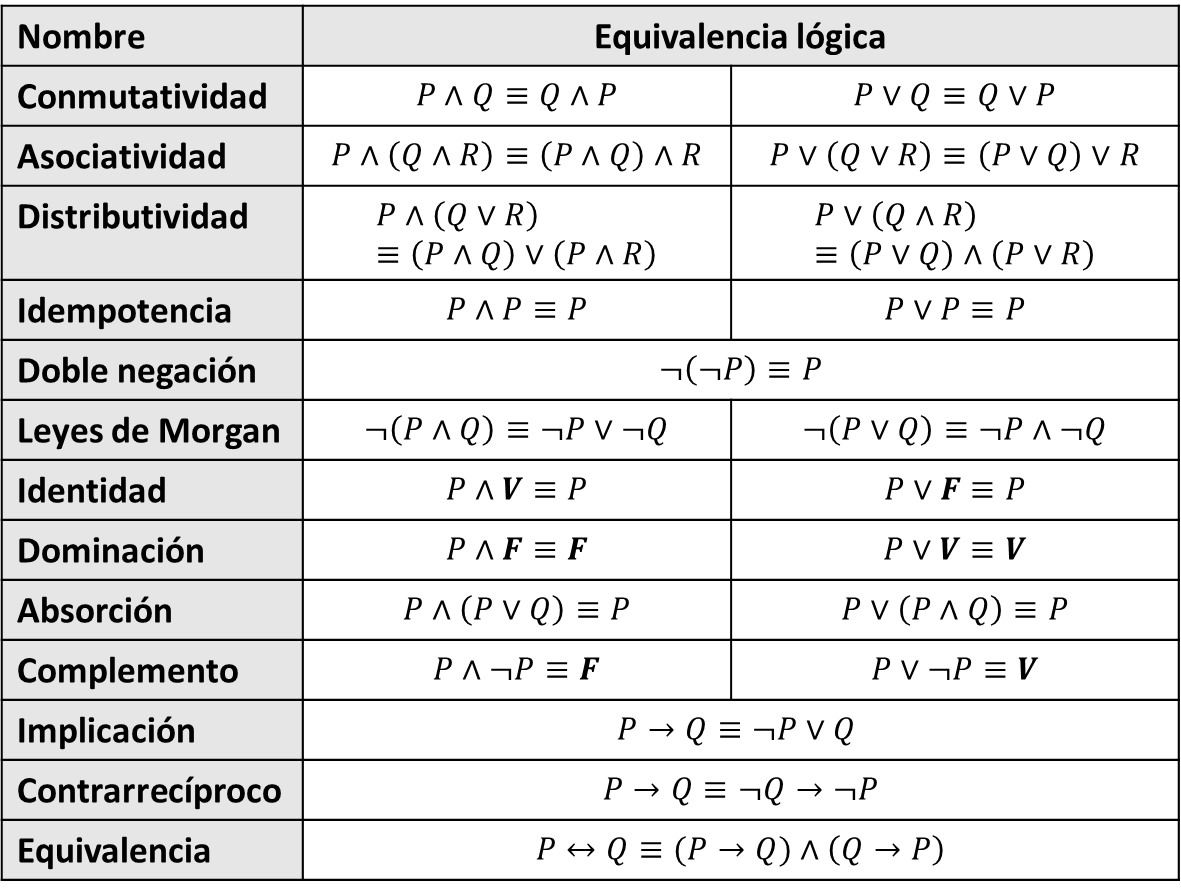 Nombre Equivalencia lógica
Conmutatividad P ∧ Q ≡ Q ∧ P P ∨ Q ≡ Q ∨ P
Asociatividad P ∧ (Q ∧ R) ≡ (P ∧ Q) ∧ R P ∨ (Q ∨ R) ≡ (P ∨ Q) ∨ R
Distributividad P ∧ (Q ∨ R) P ∨ (Q ∧ R)
≡ (P ∧ Q) ∨ (P ∧ R) ≡ (P ∨ Q) ∧ (P ∨ R)
Idempotencia P ∧ P ≡ P P ∨ P ≡ P
Doble negación ¬(¬P) ≡ P
Leyes de Morgan ¬(P ∧ Q) ≡ ¬P ∨ ¬Q ¬(P ∨ Q) ≡ ¬P ∧ ¬Q
Identidad P ∧ V ≡ P P ∨ F ≡ P
Dominación P ∧ F ≡ F P ∨ V ≡ V
Absorción P ∧ (P ∨ Q) ≡ P P ∨ (P ∧ Q) ≡ P
Complemento P ∧ ¬P ≡ F P ∨ ¬P ≡ V
Implicación P → Q ≡ ¬P ∨ Q
Contrarrecíproco P → Q ≡ ¬Q → ¬P
Equivalencia P ↔ Q ≡ (P → Q) ∧ (Q → P)